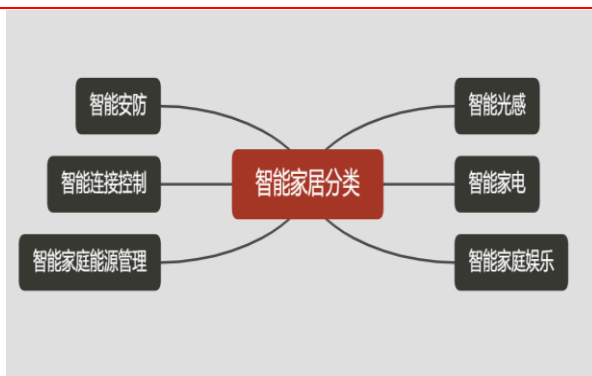 智能安防
智能光感
智能连接控制
智能家居分类
智能家电
智能家庭能源管理
智能家庭娱乐